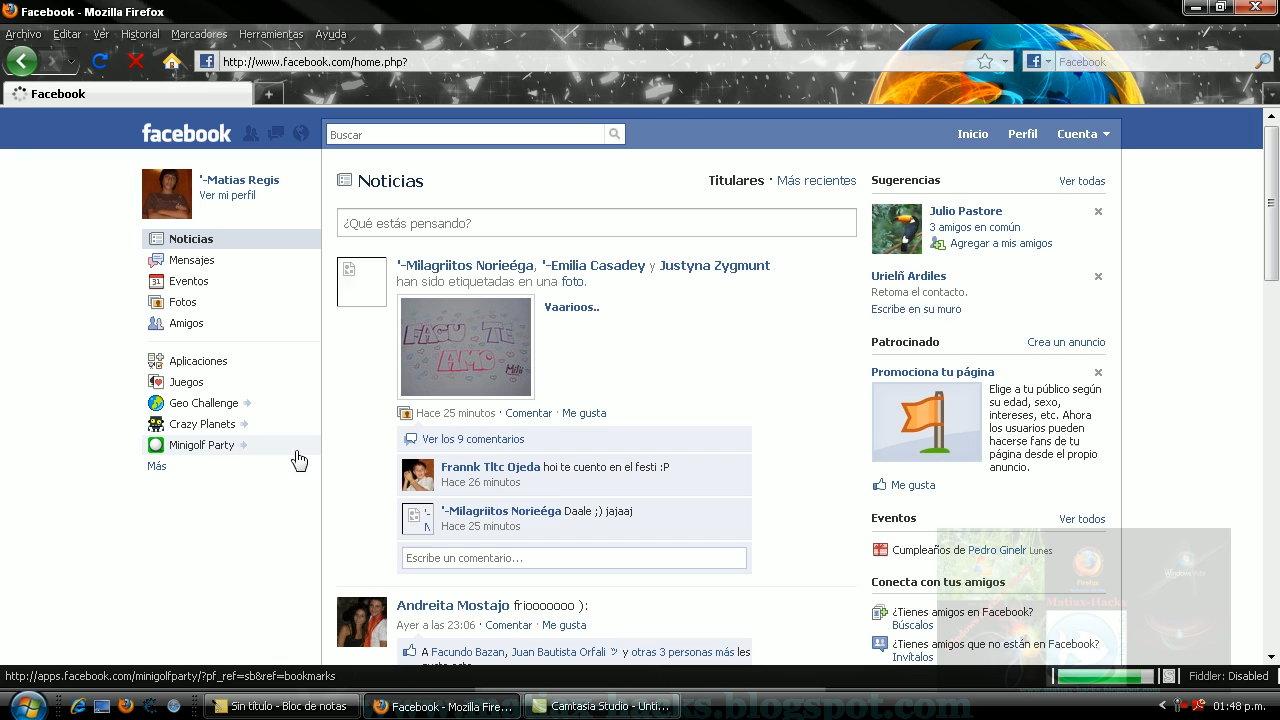 Facebook - Mozilla Firefox
Archivo Editar Ver Historial Marcadores Herramientas Ayuda
http://www.facebook.com/home.php?
Facebook
Facebook
facebook
Buscar
Inicio Perfil Cuenta
'-Matias Regis
Ver mi perfil
Noticias
Mensajes
Eventos
Fotos
Amigos
Aplicaciones
Juegos
Geo Challenge
Crazy Planets
Minigolf Party
Más
Noticias
Titulares · Más recientes
¿Qué estás pensando?
'-Milagriitos Norieéga, '-Emilia Casadey y Justyna Zygmunt
han sido etiquetadas en una foto.
Vaarioos..
FACU TE
AMO
Mili
Hace 25 minutos · Comentar · Me gusta
Ver los 9 comentarios
Frannk Tltc Ojeda hoi te cuento en el festi :P
Hace 26 minutos
'-Milagriitos Norieéga Daale ;) jajaaj
Hace 25 minutos
Escribe un comentario...
Andreita Mostajo friooooooo );
Ayer a las 23:06 · Comentar · Me gusta
A Facundo Bazan, Juan Bautista Orfali ツ y otras 3 personas más les
gusta esto.
Sugerencias
Ver todas
Julio Pastore
3 amigos en común
Agregar a mis amigos
Urielñ Ardiles
Retoma el contacto.
Escribe en su muro
Patrocinado
Crea un anuncio
Promociona tu página
Elige a tu público según
su edad, sexo,
intereses, etc. Ahora
los usuarios pueden
hacerse fans de tu
página desde el propio
anuncio.
Me gusta
Eventos
Ver todos
Cumpleaños de Pedro Ginelr Lunes
Conecta con tus amigos
¿Tienes amigos en Facebook?
Búscalos
¿Tienes amigos que no están en Facebook?
Invítalos
Firefox
Matiax-Hacks
http://apps.facebook.com/minigolfparty/?pf_ref=sb&ref=bookmarks
Fiddler: Disabled
Sin título - Bloc de notas
Facebook - Mozilla Fire...
Camtasia Studio - Unti...
01:48 p.m.